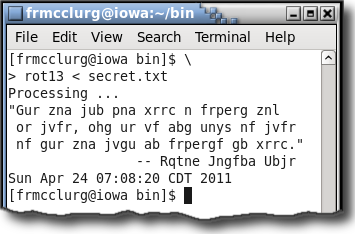 frmcclurg@iowa:~/bin
File Edit View Search Terminal Help
[frmcclurg@iowa bin]$ \
> rot13 < secret.txt
Processing ...
"Gur zna jub pna xrrc n frperg znl
or jvfr, ohg ur vf abg unys nf jvfr
nf gur zna jvgu ab frpergf gb xrrc."
-- Rqtne Jngfba Ubjr
Sun Apr 24 07:08:20 CDT 2011
[frmcclurg@iowa bin]$